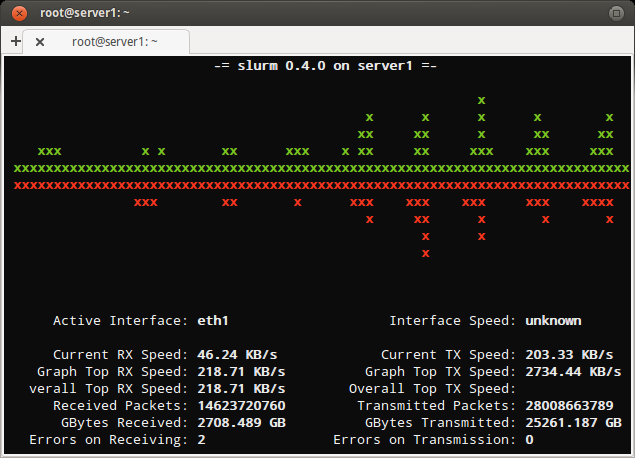 root@server1: ~
+ × root@server1: ~
-= slurm 0.4.0 on server1 =-
x
x x x x x
xx xx x xx xx
xxx x x xx xxx x xx xx xxx xxx xxx
xxxxxxxxxxxxxxxxxxxxxxxxxxxxxxxxxxxxxxxxxxxxxxxxxxxxxxxxxxxxxxxxxxxxxxxxxxxxx
xxxxxxxxxxxxxxxxxxxxxxxxxxxxxxxxxxxxxxxxxxxxxxxxxxxxxxxxxxxxxxxxxxxxxxxxxxxxx
xxx xx x xxx xxx xxx xxx xxxx
x xx x x x
x x
x
Active Interface: eth1 Interface Speed: unknown
Current RX Speed: 46.24 KB/s Current TX Speed: 203.33 KB/s
Graph Top RX Speed: 218.71 KB/s Graph Top TX Speed: 2734.44 KB/s
verall Top RX Speed: 218.71 KB/s Overall Top TX Speed:
Received Packets: 14623720760 Transmitted Packets: 28008663789
GBytes Received: 2708.489 GB GBytes Transmitted: 25261.187 GB
Errors on Receiving: 2 Errors on Transmission: 0